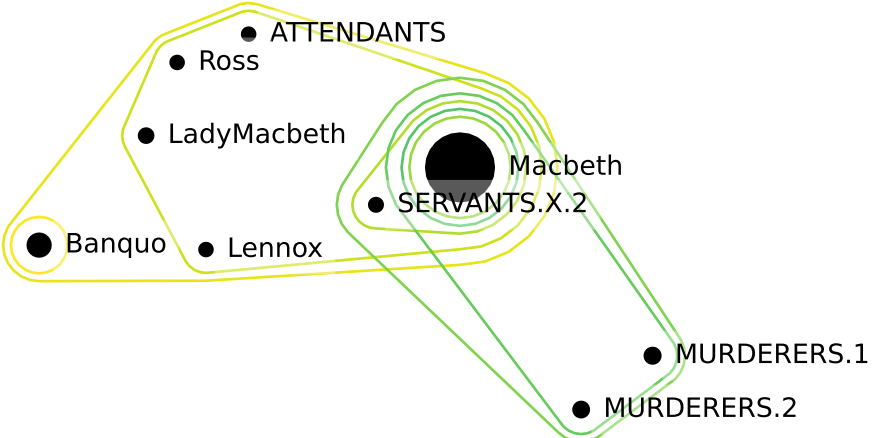 ATTENDANTS
Ross
LadyMacbeth
Macbeth
SERVANTS.X.2
Banquo
Lennox
MURDERERS.1
MURDERERS.2